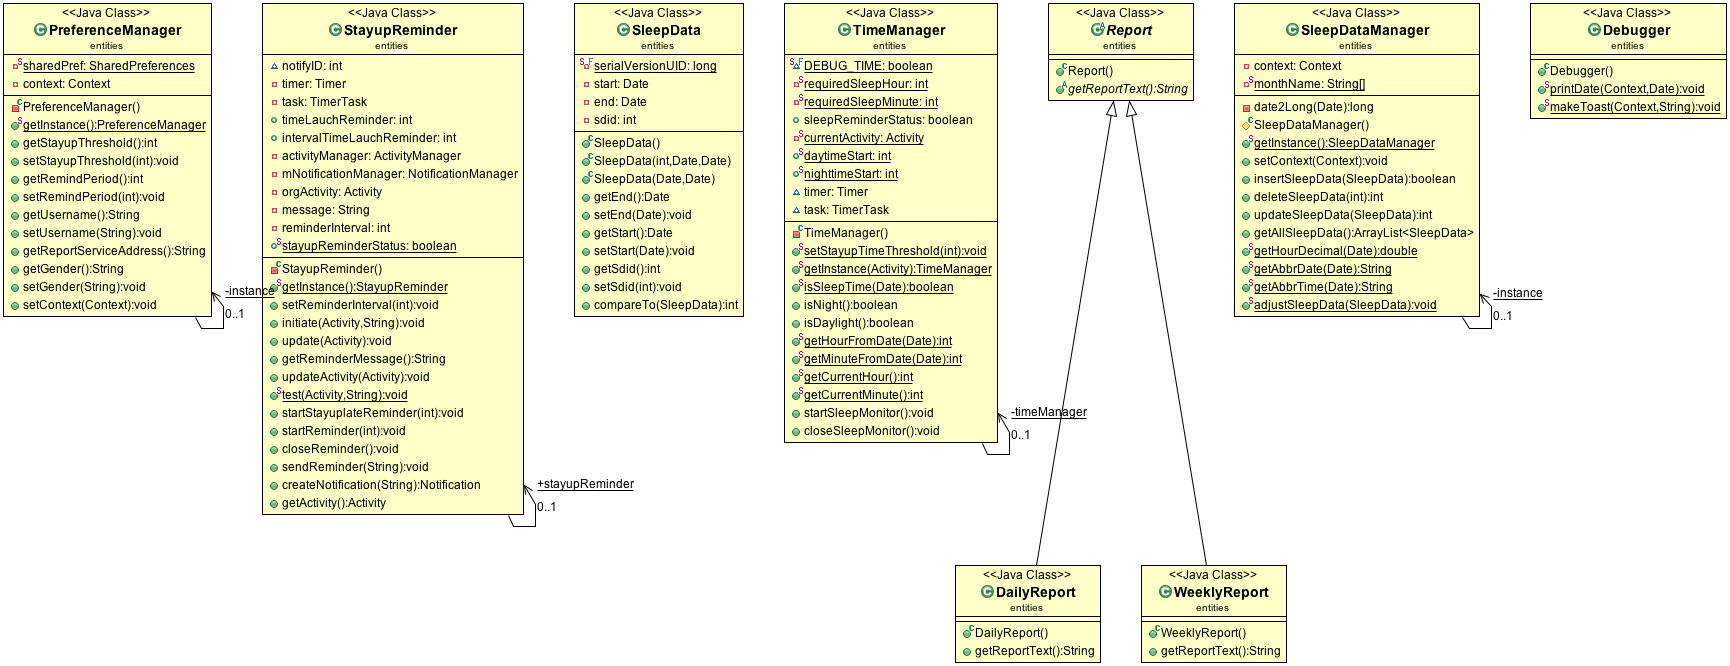 <<Java Class>>
PreferenceManager
entities
sharedPref: SharedPreferences
context: Context
PreferenceManager()
getInstance():PreferenceManager
getStayupThreshold():int
setStayupThreshold(int):void
getRemindPeriod():int
setRemindPeriod(int):void
getUsername():String
setUsername(String):void
getReportServiceAddress():String
getGender():String
setGender(String):void
setContext(Context):void
-instance
0..1
<<Java Class>>
StayupReminder
entities
notifyID: int
timer: Timer
task: TimerTask
timeLauchReminder: int
intervalTimeLauchReminder: int
activityManager: ActivityManager
mNotificationManager: NotificationManager
orgActivity: Activity
message: String
reminderInterval: int
stayupReminderStatus: boolean
StayupReminder()
getInstance():StayupReminder
setReminderInterval(int):void
initiate(Activity,String):void
update(Activity):void
getReminderMessage():String
updateActivity(Activity):void
test(Activity,String):void
startStayuplateReminder(int):void
startReminder(int):void
closeReminder():void
sendReminder(String):void
createNotification(String):Notification
getActivity():Activity
+stayupReminder
0..1
<<Java Class>>
SleepData
entities
serialVersionUID: long
start: Date
end: Date
sdid: int
SleepData()
SleepData(int,Date,Date)
SleepData(Date,Date)
getEnd():Date
setEnd(Date):void
getStart():Date
setStart(Date):void
getSdid():int
setSdid(int):void
compareTo(SleepData):int
<<Java Class>>
TimeManager
entities
DEBUG_TIME: boolean
requiredSleepHour: int
requiredSleepMinute: int
sleepReminderStatus: boolean
currentActivity: Activity
daytimeStart: int
nighttimeStart: int
timer: Timer
task: TimerTask
TimeManager()
setStayupTimeThreshold(int):void
getInstance(Activity):TimeManager
isSleepTime(Date):boolean
isNight():boolean
isDaylight():boolean
getHourFromDate(Date):int
getMinuteFromDate(Date):int
getCurrentHour():int
getCurrentMinute():int
startSleepMonitor():void
closeSleepMonitor():void
-timeManager
0..1
<<Java Class>>
Report
entities
Report()
getReportText():String
<<Java Class>>
SleepDataManager
entities
context: Context
monthName: String[]
date2Long(Date):long
SleepDataManager()
getInstance():SleepDataManager
setContext(Context):void
insertSleepData(SleepData):boolean
deleteSleepData(int):int
updateSleepData(SleepData):int
getAllSleepData():ArrayList<SleepData>
getHourDecimal(Date):double
getAbbrDate(Date):String
getAbbrTime(Date):String
adjustSleepData(SleepData):void
-instance
0..1
<<Java Class>>
Debugger
entities
Debugger()
printDate(Context,Date):void
makeToast(Context,String):void
<<Java Class>>
DailyReport
entities
DailyReport()
getReportText():String
<<Java Class>>
WeeklyReport
entities
WeeklyReport()
getReportText():String